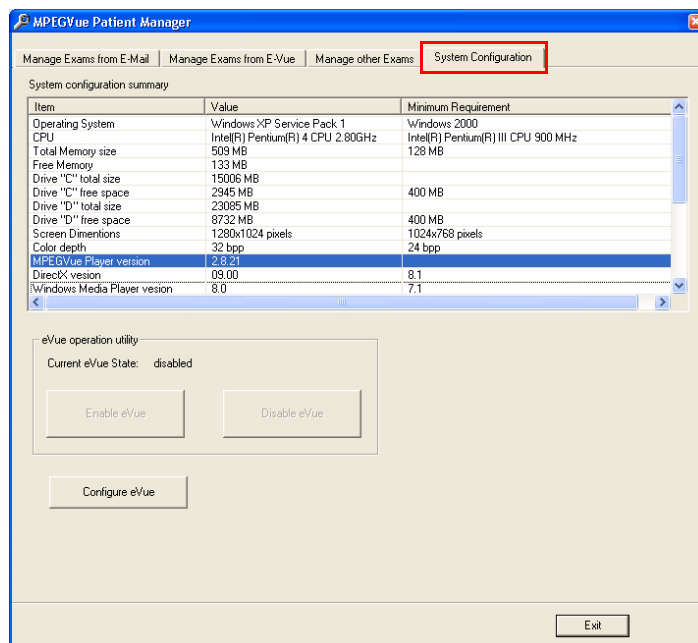 MPEGVue Patient Manager
Manage Exams from E-Mail Manage Exams from E-Vue Manage other Exams System Configuration
System configuration summary
Item Value Minimum Requirement
Operating System Windows XP Service Pack 1 Windows 2000
CPU Intel(R) Pentium(R) 4 CPU 2.80GHz Intel(R) Pentium(R) III CPU 900 MHz
Total Memory size 509 MB 128 MB
Free Memory 133 MB
Drive "C" total size 15006 MB
Drive "C" free space 2945 MB 400 MB
Drive "D" total size 23085 MB
Drive "D" free space 8732 MB 400 MB
Screen Dimentions 1280x1024 pixels 1024x768 pixels
Color depth 32 bpp 24 bpp
MPEGVue Player version 2.8.21
DirectX vesion 09.00 8.1
Windows Media Player vesion 8.0 7.1
eVue operation utility
Current eVue State: disabled
Enable eVue Disable eVue
Configure eVue
Exit